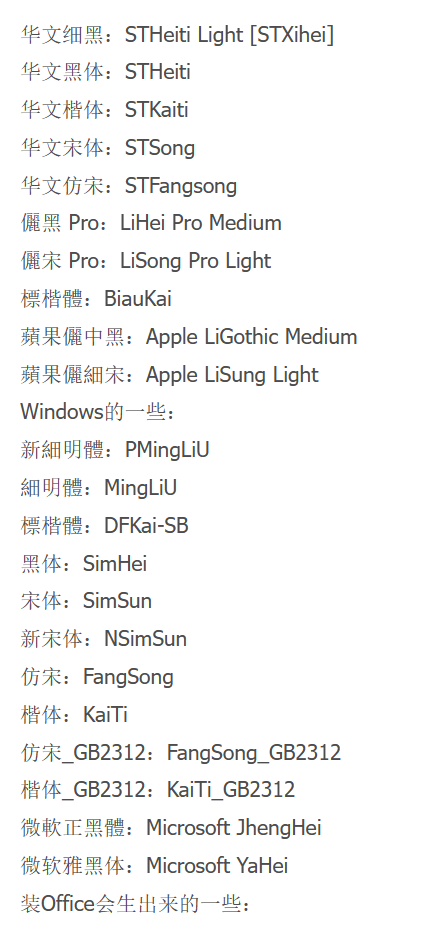 华文细黑：STHeiti Light [STXihei]
华文黑体：STHeiti
华文楷体：STKaiti
华文宋体：STSong
华文仿宋：STFangsong
儷黑 Pro：LiHei Pro Medium
儷宋 Pro：LiSong Pro Light
標楷體：BiauKai
蘋果儷中黑：Apple LiGothic Medium
蘋果儷細宋：Apple LiSung Light
Windows的一些：
新細明體：PMingLiU
細明體：MingLiU
標楷體：DFKai-SB
黑体：SimHei
宋体：SimSun
新宋体：NSimSun
仿宋：FangSong
楷体：KaiTi
仿宋_GB2312：FangSong_GB2312
楷体_GB2312：KaiTi_GB2312
微軟正黑體：Microsoft JhengHei
微软雅黑体：Microsoft YaHei
装Office会生出来的一些：